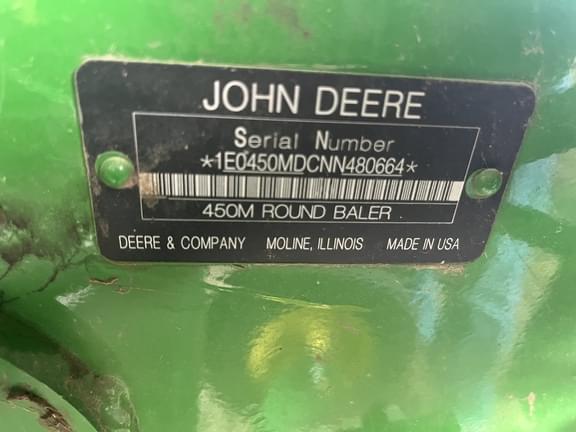 JOHN DEERE
Serial Number
*1E0450MDCNN480664*
450M ROUND BALER
DEERE & COMPANY MOLINE, ILLINOIS MADE IN USA